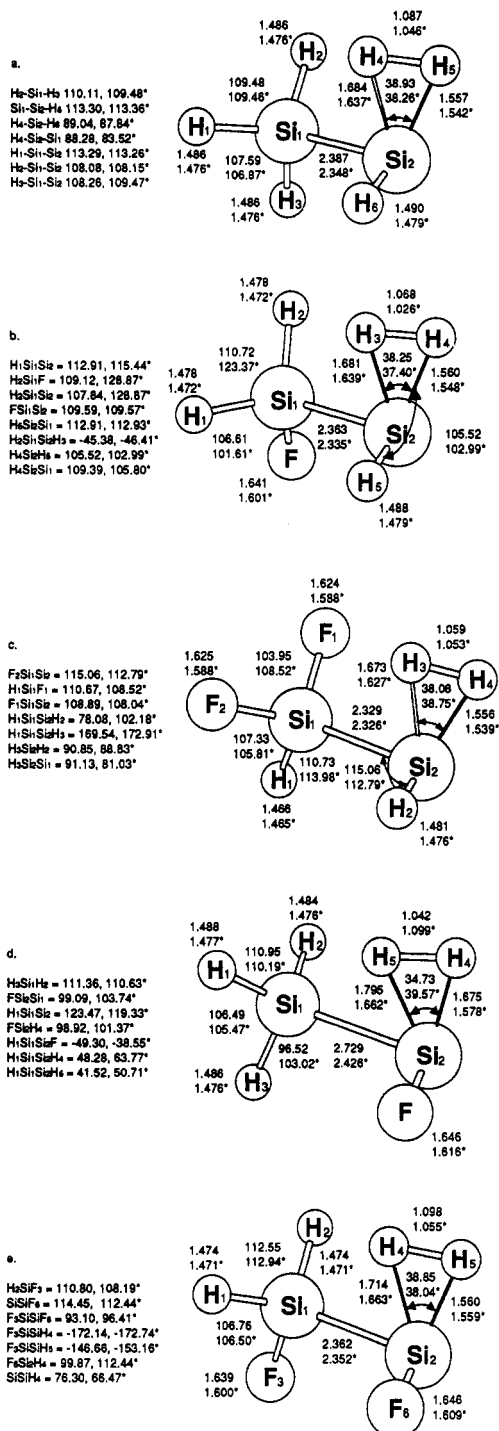 a.
H₂-Si₁-H₃ 110.11, 109.48*
Si₁-Si₂-H₆ 113.30, 113.36*
H₄-Si₂-H₆ 89.04, 87.84*
H₄-Si₂-Si₁ 88.28, 83.52*
H₁-Si₁-Si₂ 113.29, 113.26*
H₂-Si₁-Si₂ 108.08, 108.15*
H₃-Si₁-Si₂ 108.26, 109.47*
1.486
1.476*
H₂
1.087
1.046*
H₄
H₅
109.48
109.46*
1.684
1.637*
38.93
38.26*
1.557
1.542*
H₁
Si₁
Si₂
1.486
1.476*
107.59
106.87*
2.387
2.348*
1.486
1.476*
H₃
H₆
1.490
1.479*
b.
H₁Si₁Si₂ = 112.91, 115.44*
H₂Si₁F = 109.12, 126.87*
H₂Si₁Si₂ = 107.84, 126.87*
FSi₁Si₂ = 109.59, 109.57*
H₅Si₂Si₁ = 112.91, 112.93*
H₂Si₁Si₂H₃ = -45.38, -46.41*
H₄Si₂H₅ = 105.52, 102.99*
H₄Si₂Si₁ = 109.39, 105.80*
1.478
1.472*
H₂
1.068
1.026*
H₃
H₄
110.72
123.37*
1.681
1.639*
38.25
37.40*
1.560
1.548*
1.478
1.472*
H₁
Si₁
Si₂
106.61
101.61*
2.363
2.335*
105.52
102.99*
F
H₅
1.641
1.601*
1.488
1.479*
c.
F₂Si₁Si₂ = 115.06, 112.79*
H₁Si₁F₁ = 110.67, 108.52*
F₁Si₁Si₂ = 108.89, 108.04*
H₁Si₁Si₂H₂ = 78.08, 102.18*
H₁Si₁Si₂H₃ = 169.54, 172.91*
H₃Si₂H₂ = 90.85, 88.83*
H₃Si₂Si₁ = 91.13, 81.03*
1.624
1.588*
F₁
1.059
1.053*
1.625
1.588*
103.95
108.52*
1.673
1.627*
H₃
H₄
38.08
38.75*
F₂
Si₁
2.329
2.326*
1.556
1.539*
107.33
105.81*
110.73
113.98*
115.06
112.79*
Si₂
H₁
H₂
1.466
1.465*
1.481
1.476*
d.
H₃Si₁H₂ = 111.36, 110.63*
FSi₂Si₁ = 99.09, 103.74*
H₁Si₁Si₂ = 123.47, 119.33*
FSi₂H₄ = 98.92, 101.37*
H₁Si₁Si₂F = -49.30, -38.55*
H₁Si₁Si₂H₄ = 48.28, 63.77*
H₁Si₁Si₂H₅ = 41.52, 50.71*
1.484
1.476*
1.488
1.477*
H₂
1.042
1.099*
H₁
110.95
110.19*
H₅
H₄
34.73
39.57*
1.795
1.662*
1.675
1.578*
Si₁
106.49
105.47*
2.729
2.426*
Si₂
96.52
103.02*
1.486
1.476*
H₃
F
1.646
1.616*
e.
H₂SiF₃ = 110.80, 108.19*
SiSiF₆ = 114.45, 112.44*
F₃SiSiF₆ = 93.10, 96.41*
F₃SiSiH₄ = -172.14, -172.74*
F₃SiSiH₅ = -146.66, -153.16*
F₆Si₂H₄ = 99.87, 112.44*
SiSiH₄ = 76.30, 66.47*
1.474
1.471*
112.55
112.94*
H₂
1.474
1.471*
1.098
1.055*
H₄
H₅
1.714
1.663*
38.85
38.04*
1.560
1.559*
H₁
Si₁
106.76
106.50*
2.362
2.352*
Si₂
1.639
1.600*
F₃
F₆
1.646
1.609*